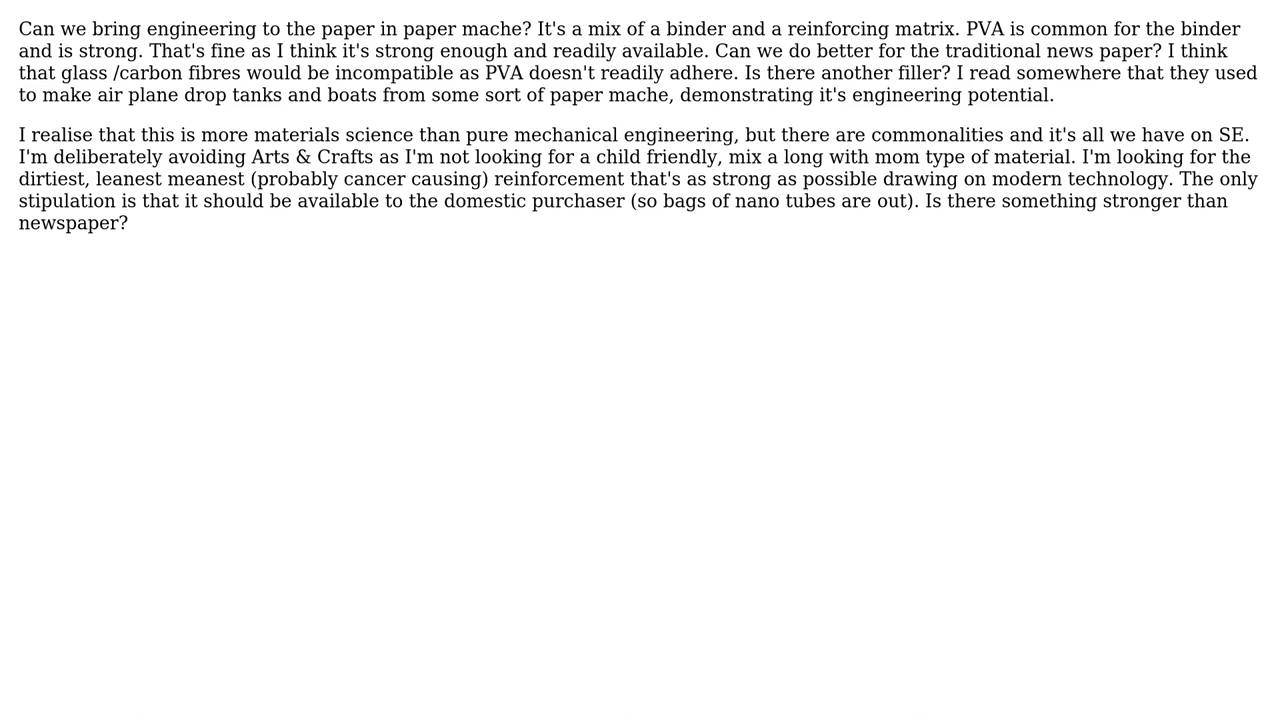 Can we bring engineering to the paper in paper mache? It's a mix of a binder and a reinforcing matrix. PVA is common for the binder
and is strong. That's fine as I think it's strong enough and readily available. Can we do better for the traditional news paper? I think
that glass /carbon fibres would be incompatible as PVA doesn't readily adhere. Is there another filler? I read somewhere that they used
to make air plane drop tanks and boats from some sort of paper mache, demonstrating it's engineering potential.
I realise that this is more materials science than pure mechanical engineering, but there are commonalities and it's all we have on SE.
I'm deliberately avoiding Arts & Crafts as I'm not looking for a child friendly, mix a long with mom type of material. I'm looking for the
dirtiest, leanest meanest (probably cancer causing) reinforcement that's as strong as possible drawing on modern technology. The only
stipulation is that it should be available to the domestic purchaser (so bags of nano tubes are out). Is there something stronger than
newspaper?